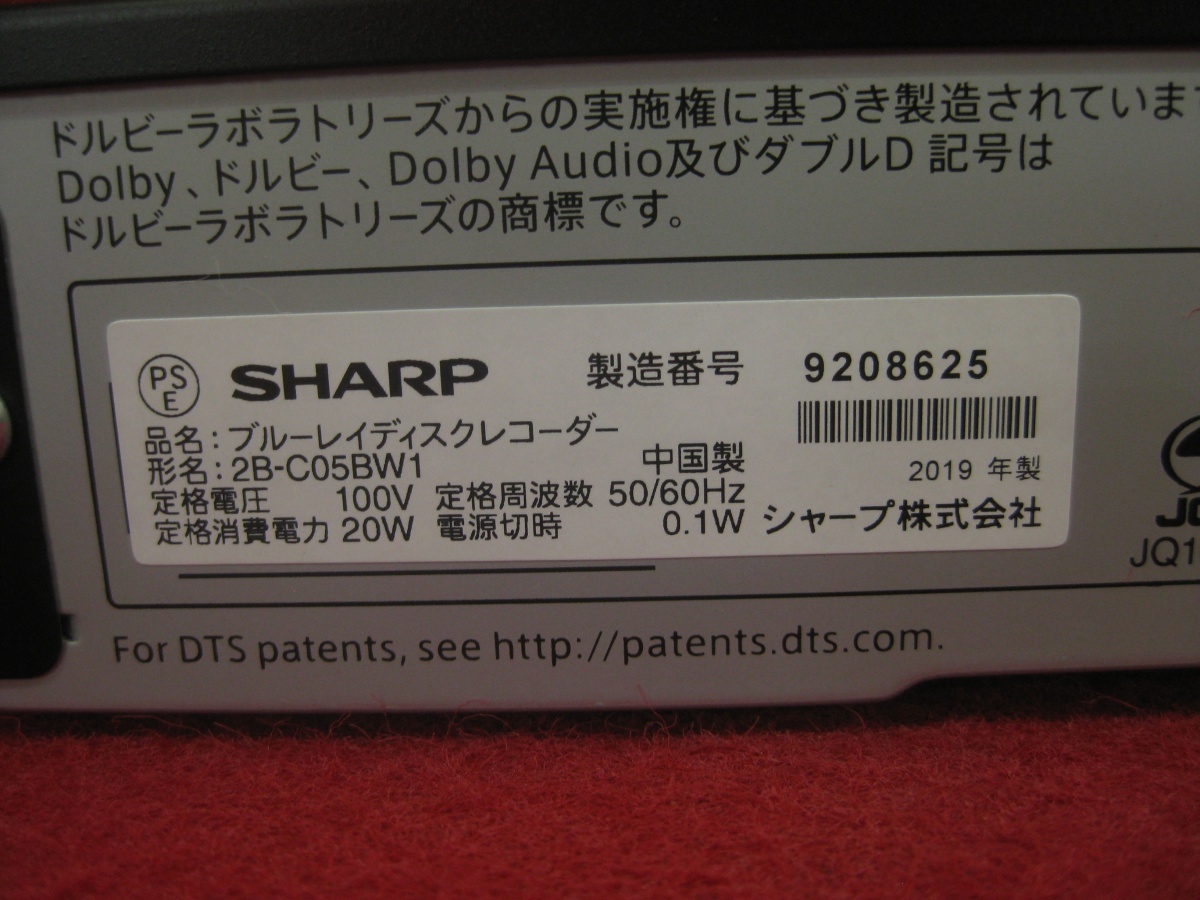 ドルビーラボラトリーズからの実施権に基づき製造されていま
Dolby、ドルビー、Dolby Audio及びダブルD 記号は
ドルビーラボラトリーズの商標です。
PS
E
SHARP
製造番号 9208625
品名：ブルーレイディスクレコーダー
形名：2B-C05BW1 中国製
2019 年製
定格電圧 100V 定格周波数 50/60Hz
定格消費電力 20W 電源切時 0.1W シャープ株式会社
JQ1
For DTS patents, see http://patents.dts.com.